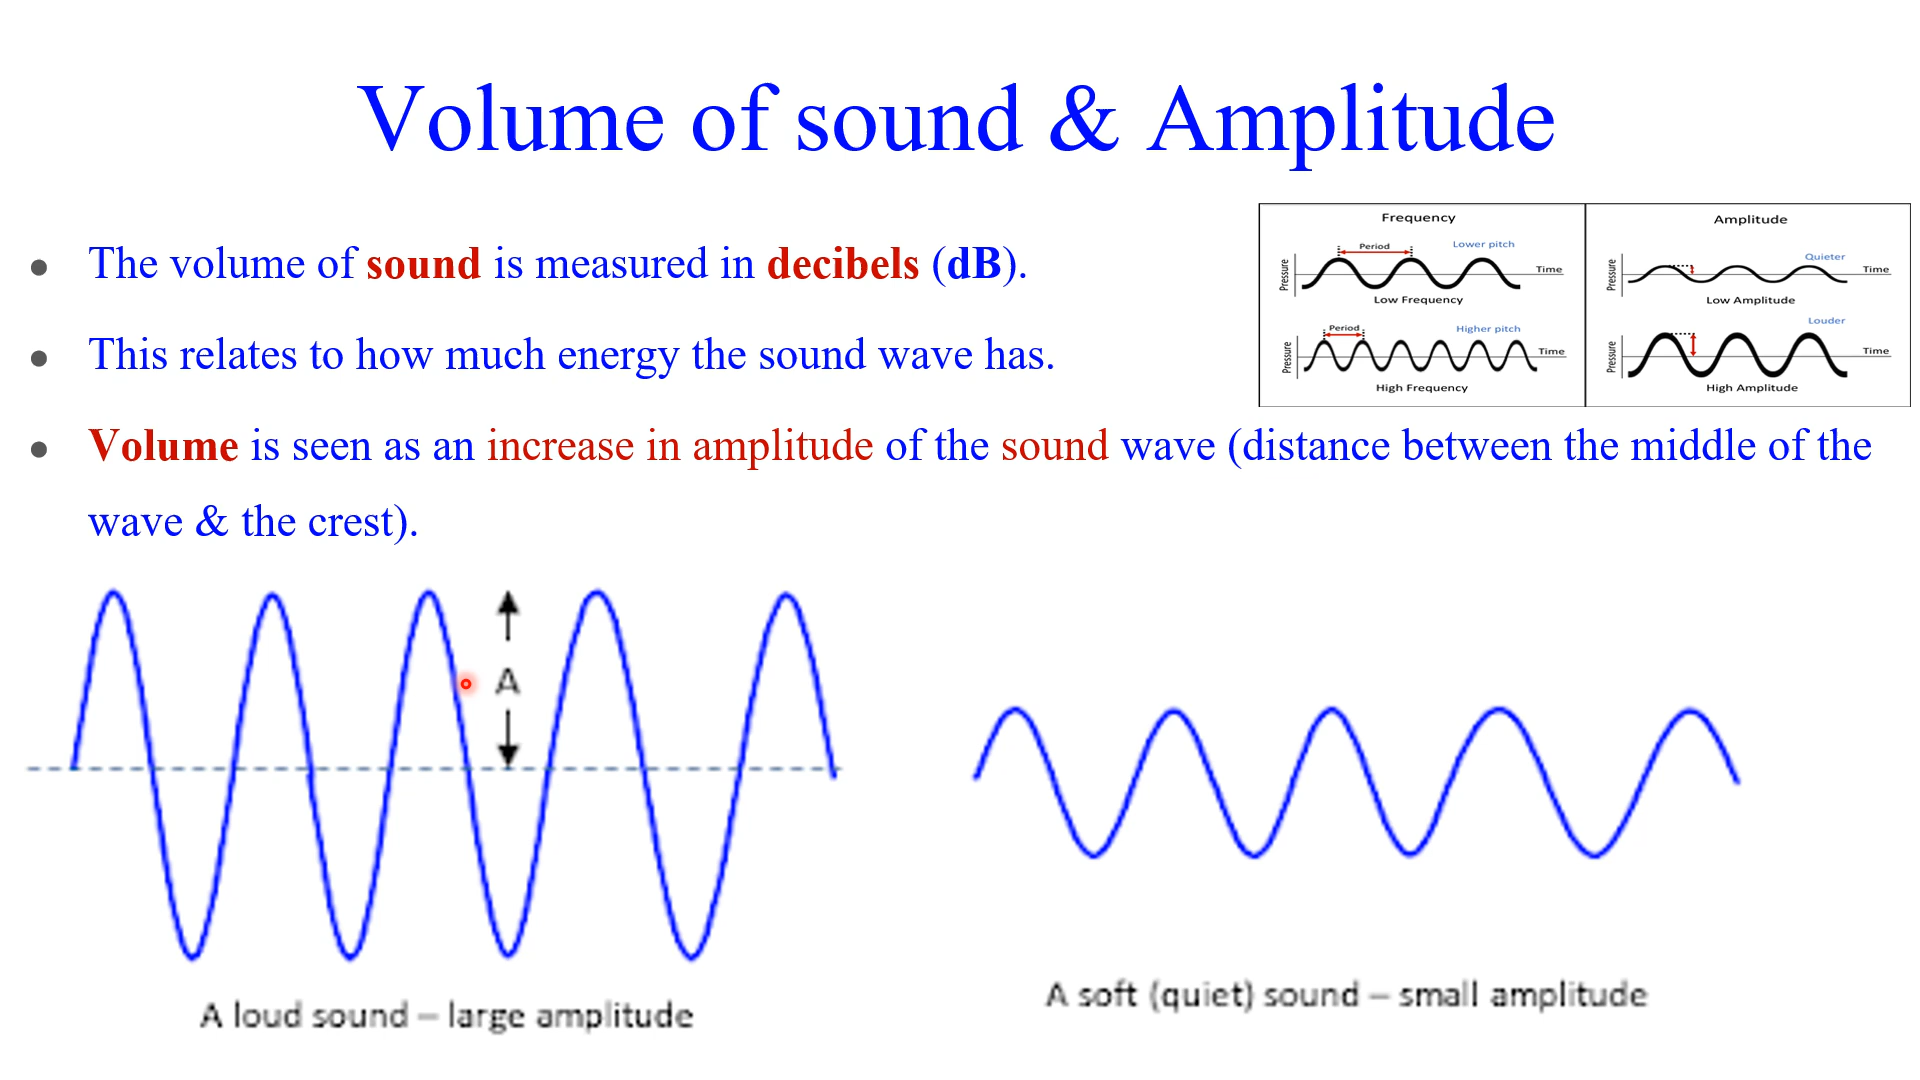 Volume of sound & Amplitude
The volume of sound is measured in decibels (dB).
This relates to how much energy the sound wave has.
Volume is seen as an increase in amplitude of the sound wave (distance between the middle of the
wave & the crest).
Frequency
Period
Lower pitch
Pressure
Time
Low Frequency
Period
Higher pitch
Pressure
Time
High Frequency
Amplitude
Quieter
Pressure
Time
Low Amplitude
Louder
Pressure
Time
High Amplitude
A
A loud sound – large amplitude
A soft (quiet) sound – small amplitude